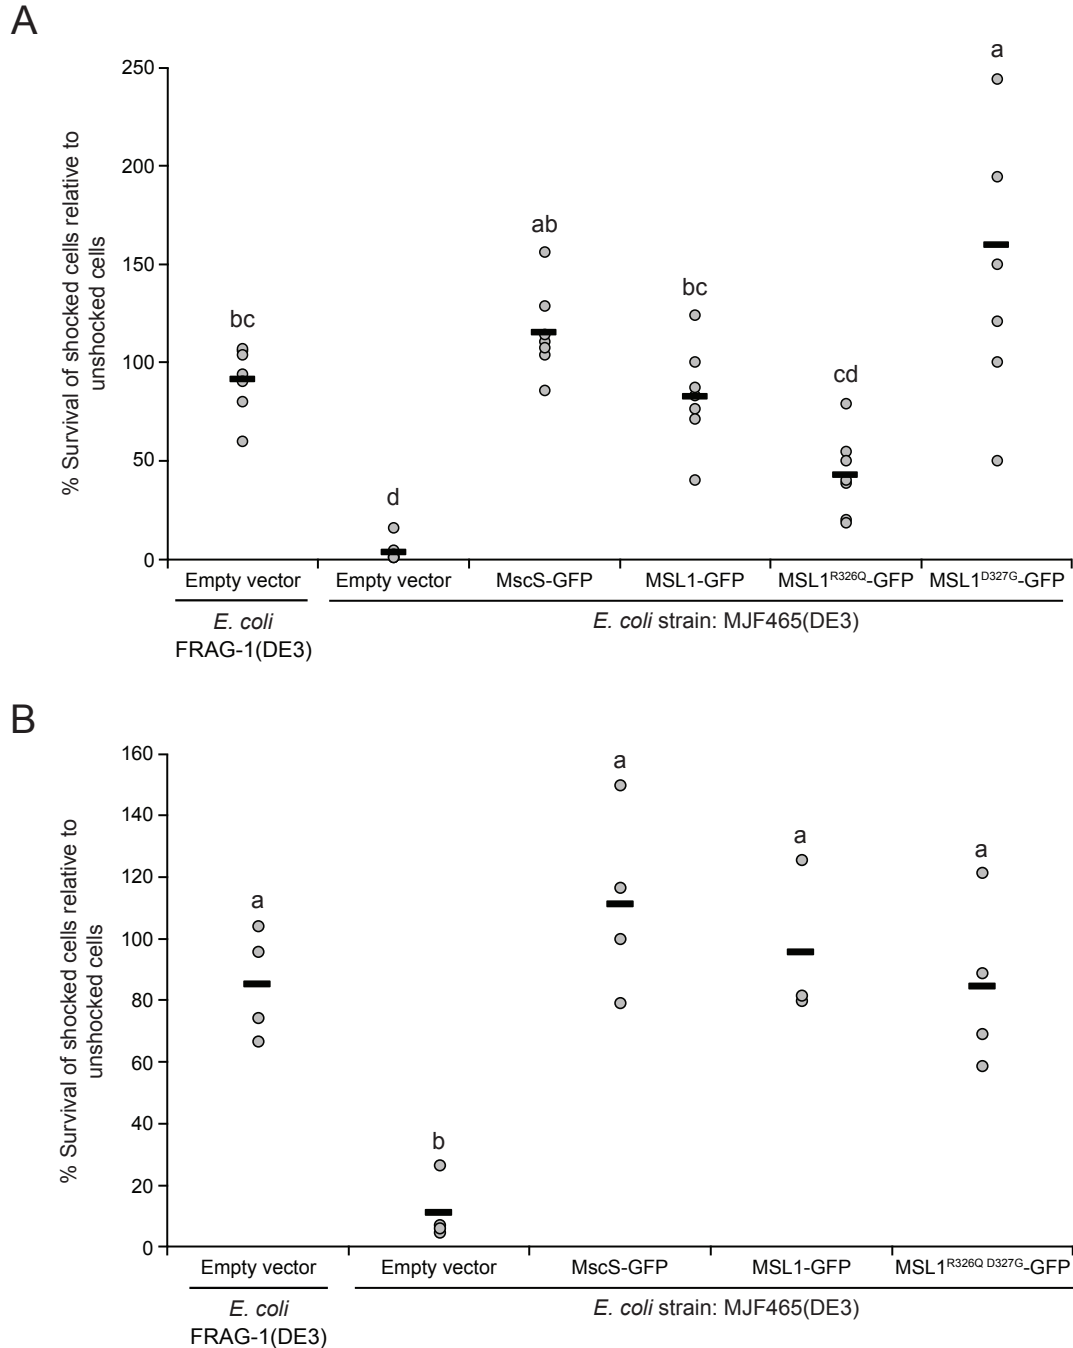 A
% Survival of shocked cells relative to
unshocked cells
250
200
150
100
50
0
bc
d
ab
bc
cd
a
Empty vector
Empty vector
MscS-GFP
MSL1-GFP
MSL1R326Q-GFP
MSL1D327G-GFP
E. coli
FRAG-1(DE3)
E. coli strain: MJF465(DE3)
B
% Survival of shocked cells relative to
unshocked cells
160
140
120
100
80
60
40
20
0
a
b
a
a
a
Empty vector
Empty vector
MscS-GFP
MSL1-GFP
MSL1R326Q D327G-GFP
E. coli
FRAG-1(DE3)
E. coli strain: MJF465(DE3)